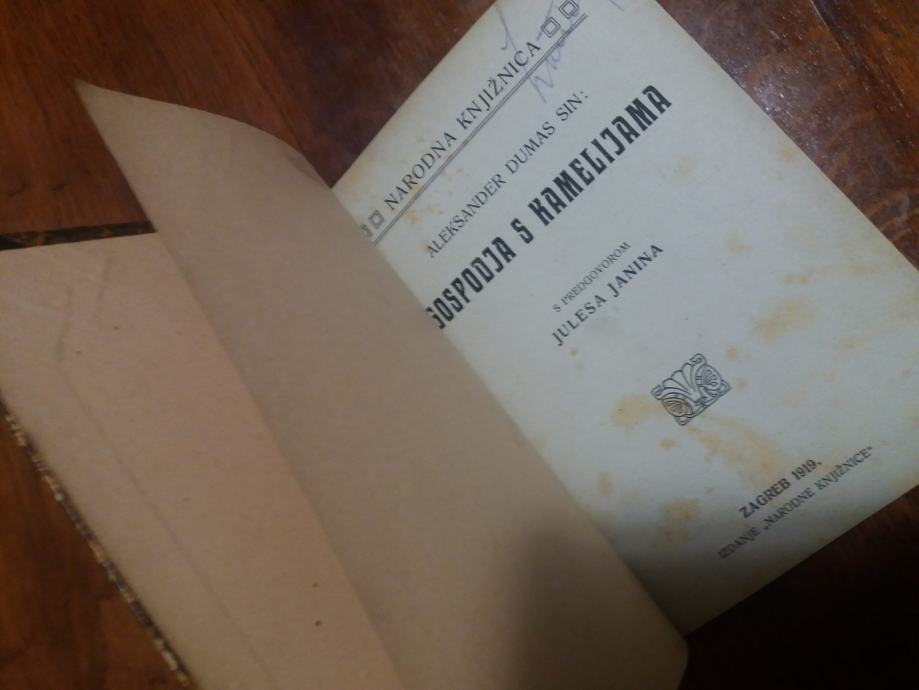 NARODNA KNJIŽNICA
ALEKSANDER DUMAS SIN:
GOSPODJA S KAMELIJAMA
S PREDGOVOROM
JULESA JANINA
ZAGREB 1919.
IZDANJE „NARODNE KNJIŽNICE“